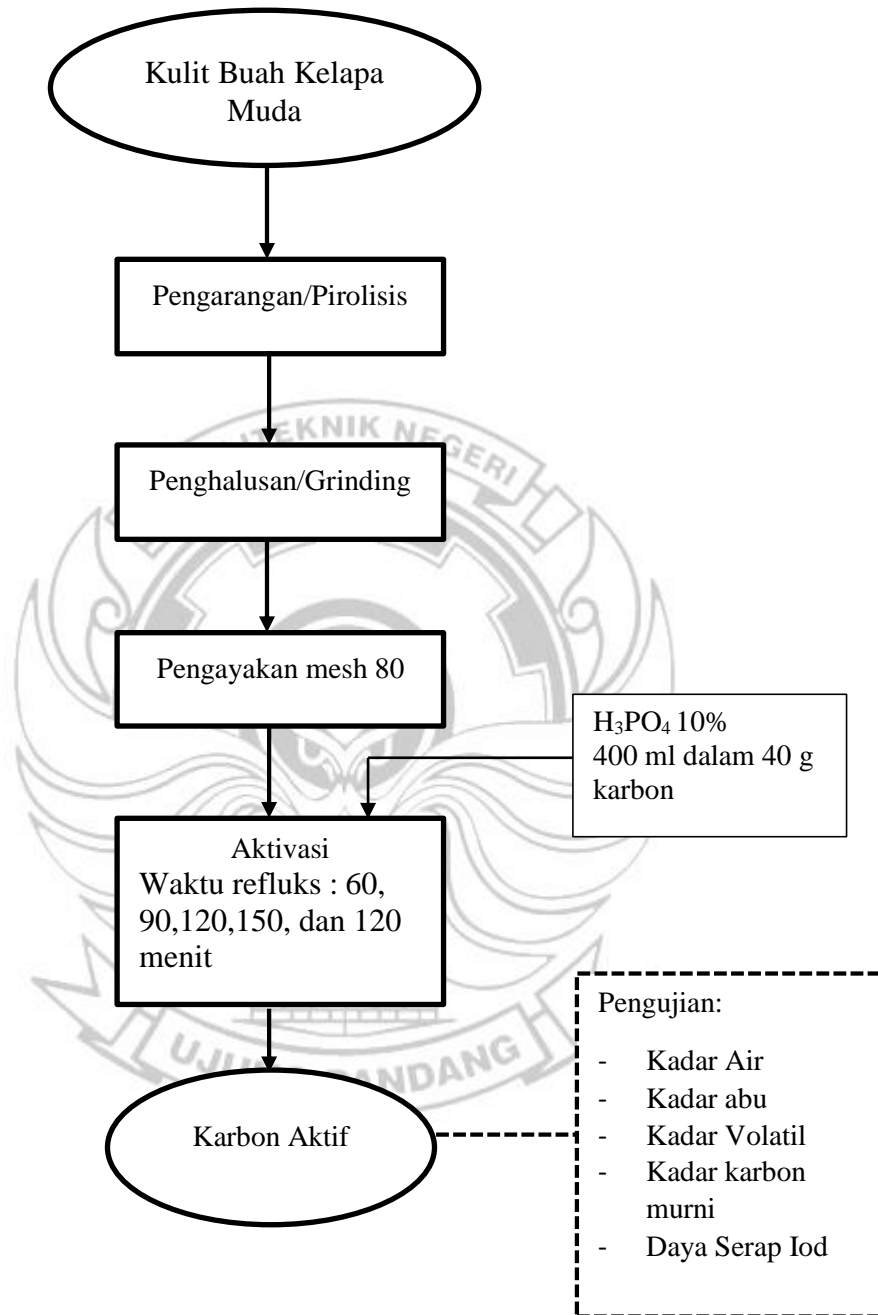 Kulit Buah Kelapa
Muda
Pengarangan/Pirolisis
Penghalusan/Grinding
Pengayakan mesh 80
H₃PO₄ 10%
400 ml dalam 40 g
karbon
Aktivasi
Waktu refluks : 60,
90,120,150, dan 120
menit
Karbon Aktif
Pengujian:
- Kadar Air
- Kadar abu
- Kadar Volatil
- Kadar karbon
murni
- Daya Serap Iod
NEGERI